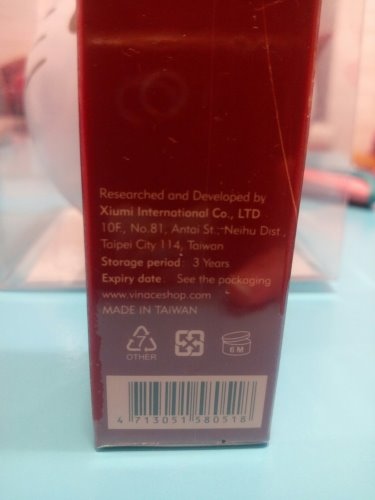 Researched and Developed by
Xiumi International Co., LTD
10F., No.81, Antai St., Neihu Dist.,
Taipei City 114, Taiwan
Storage period: 3 Years
Expiry date: See the packaging
www.vinaceshop.com
MADE IN TAIWAN
7
OTHER
6 M
4 713051 580518